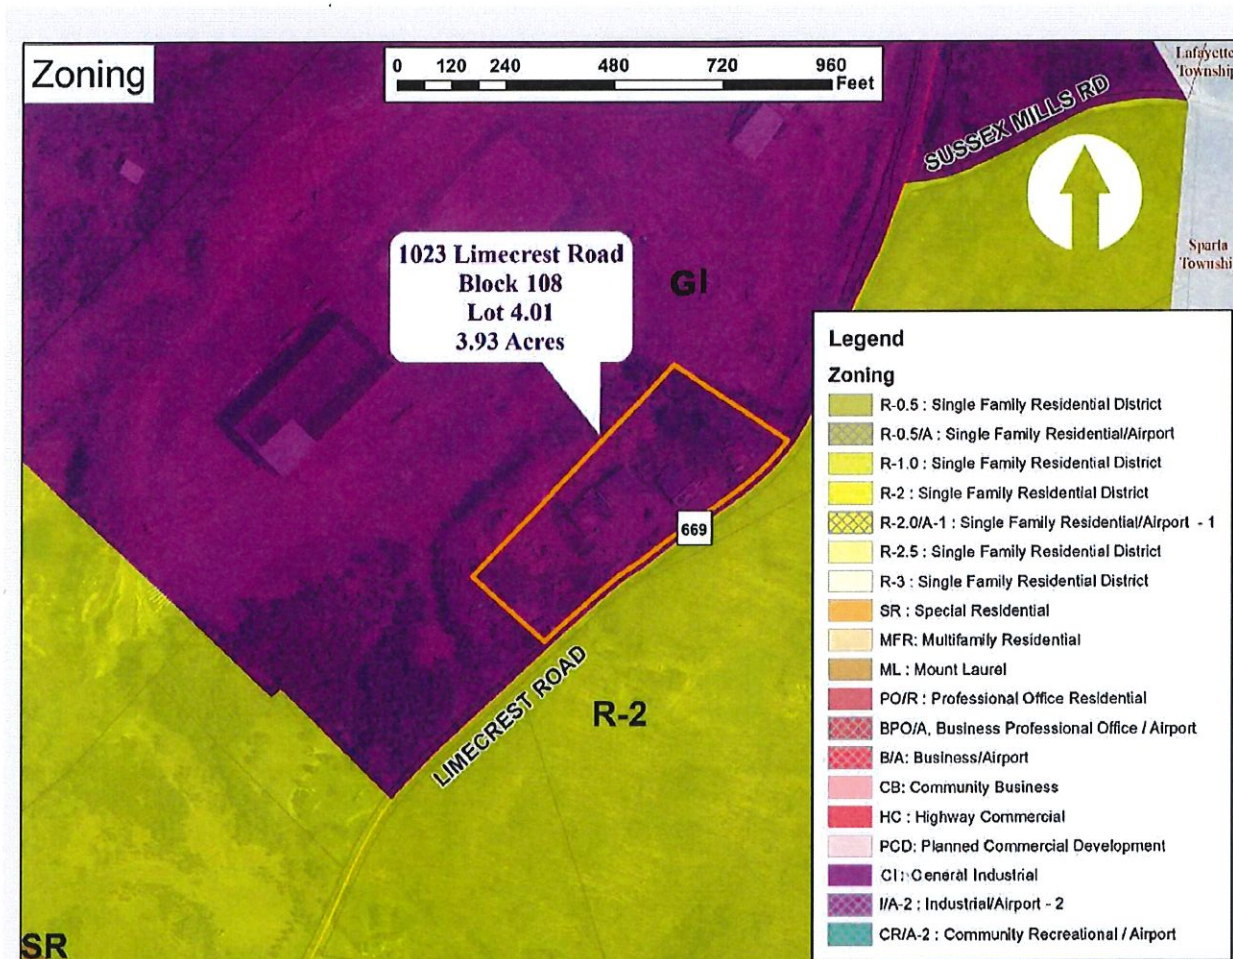 Zoning
0 120 240 480 720 960
Feet
Lafayette
Township
SUSSEX MILLS RD
Sparta
Township
1023 Limecrest Road
Block 108
Lot 4.01
3.93 Acres
GI
669
LIMECREST ROAD
R-2
SR
Legend
Zoning
R-0.5 : Single Family Residential District
R-0.5/A : Single Family Residential/Airport
R-1.0 : Single Family Residential District
R-2 : Single Family Residential District
R-2.0/A-1 : Single Family Residential/Airport - 1
R-2.5 : Single Family Residential District
R-3 : Single Family Residential District
SR : Special Residential
MFR: Multifamily Residential
ML : Mount Laurel
PO/R : Professional Office Residential
BPO/A, Business Professional Office / Airport
B/A: Business/Airport
CB: Community Business
HC : Highway Commercial
PCD: Planned Commercial Development
GI : General Industrial
I/A-2 : Industrial/Airport - 2
CR/A-2 : Community Recreational / Airport